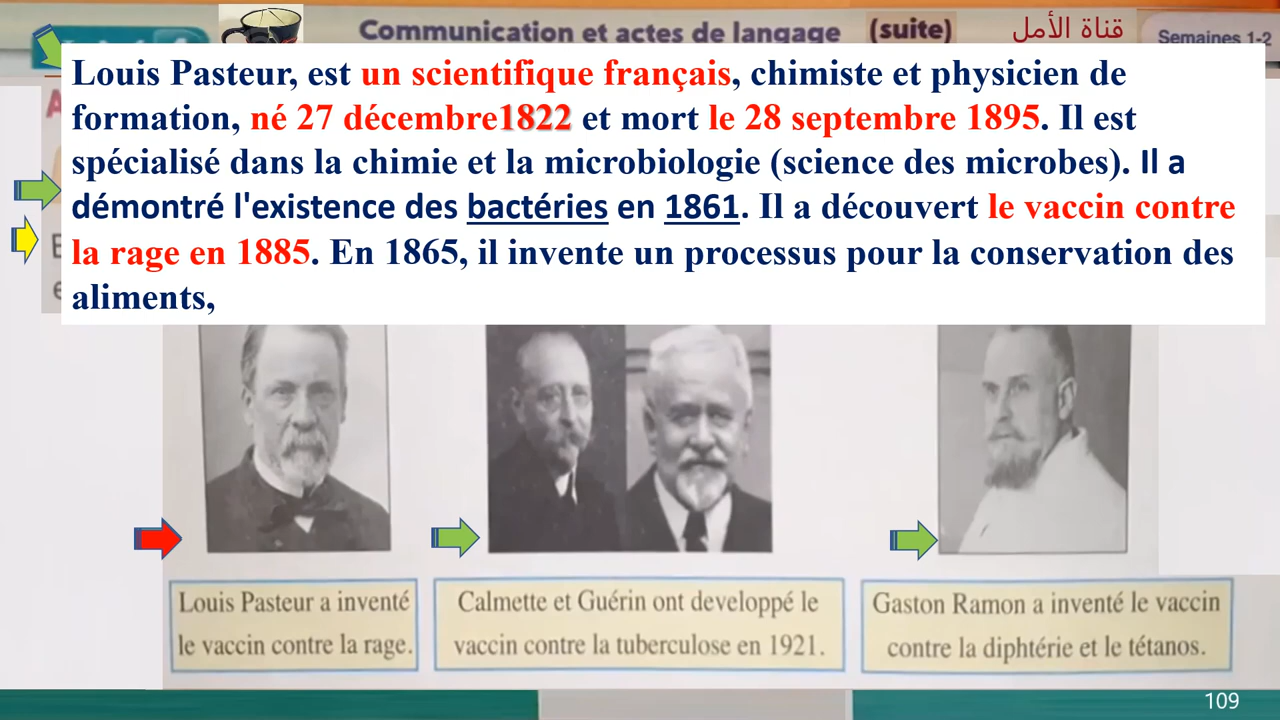 Communication et actes de langage (suite) قناة الأمل Semaines 1-2
Louis Pasteur, est un scientifique français, chimiste et physicien de
formation, né 27 décembre1822 et mort le 28 septembre 1895. Il est
spécialisé dans la chimie et la microbiologie (science des microbes). Il a
démontré l'existence des bactéries en 1861. Il a découvert le vaccin contre
la rage en 1885. En 1865, il invente un processus pour la conservation des
aliments,
Louis Pasteur a inventé
le vaccin contre la rage.
Calmette et Guérin ont developpé le
vaccin contre la tuberculose en 1921.
Gaston Ramon a inventé le vaccin
contre la diphtérie et le tétanos.
109